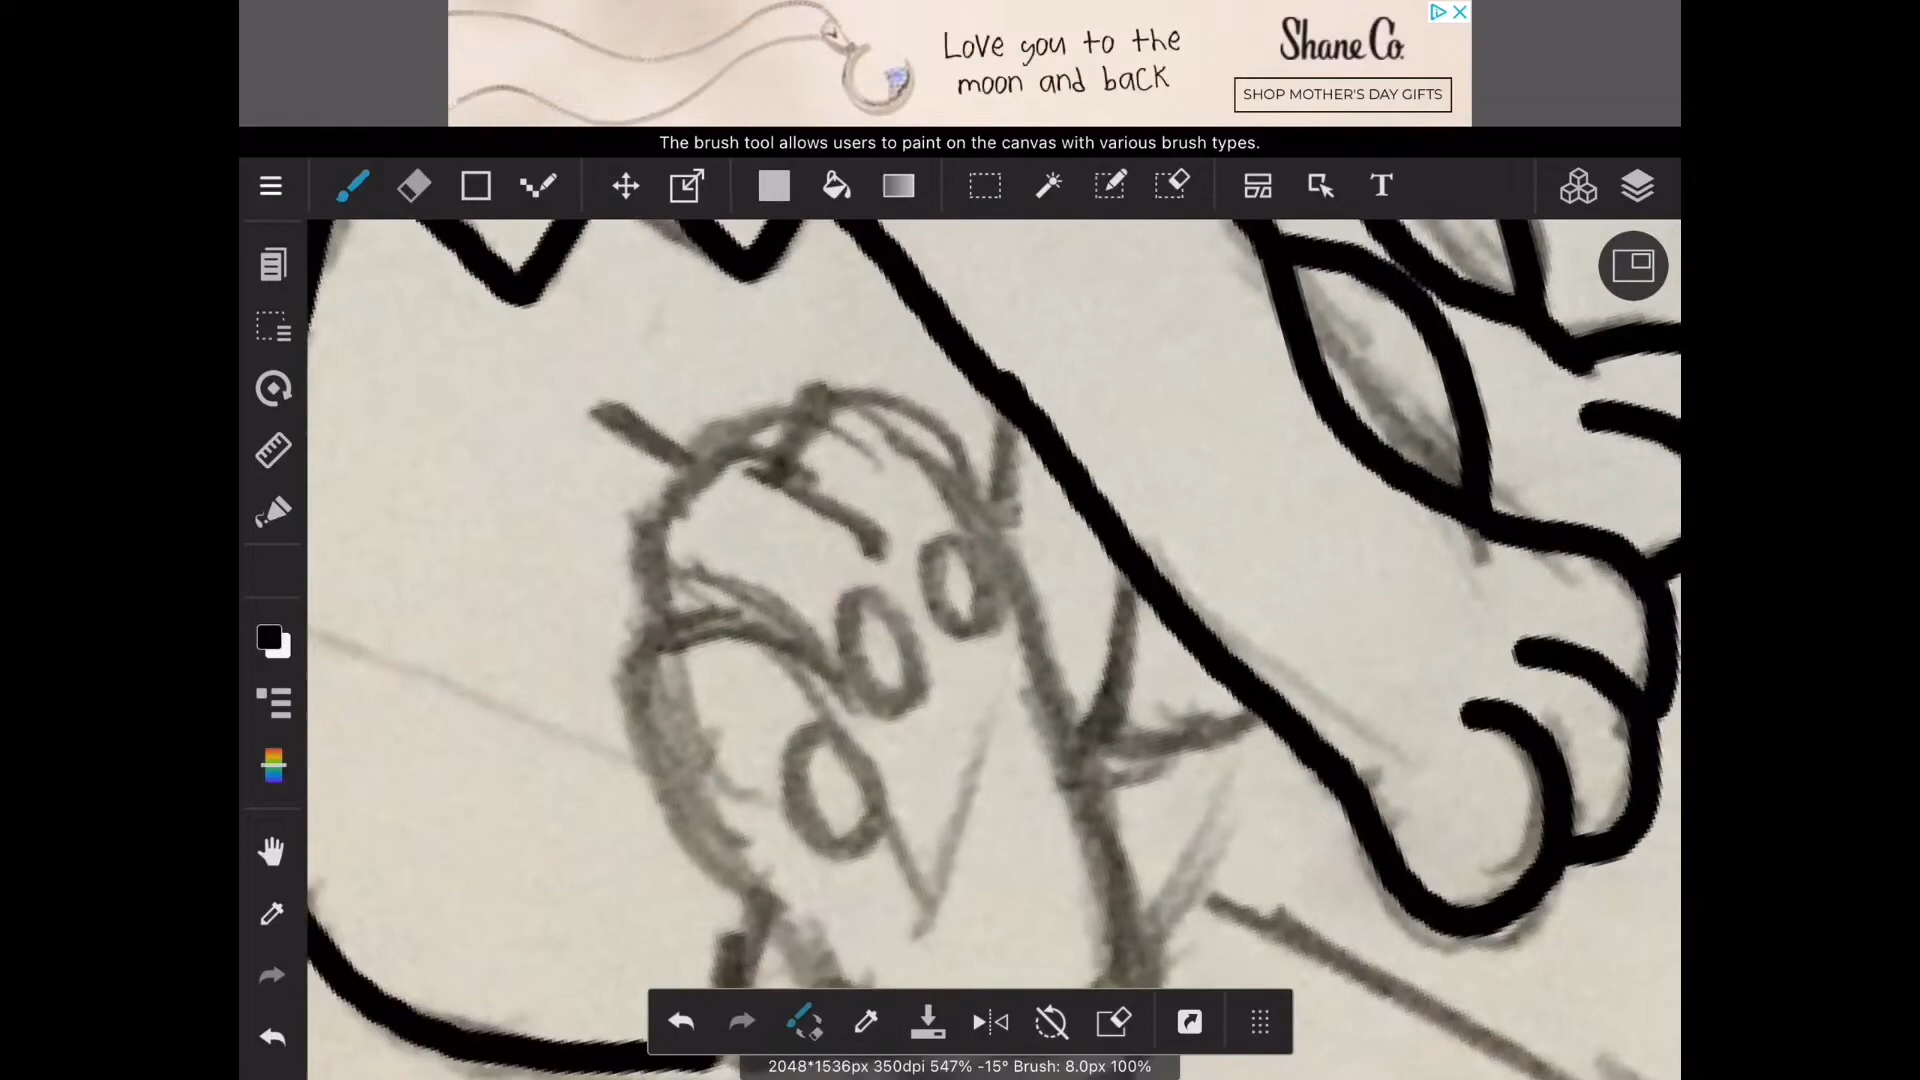 Love you to the
moon and back
Shane Co.
SHOP MOTHER'S DAY GIFTS
The brush tool allows users to paint on the canvas with various brush types.
T
2048*1536px 350dpi 547% -15° Brush: 8.0px 100%